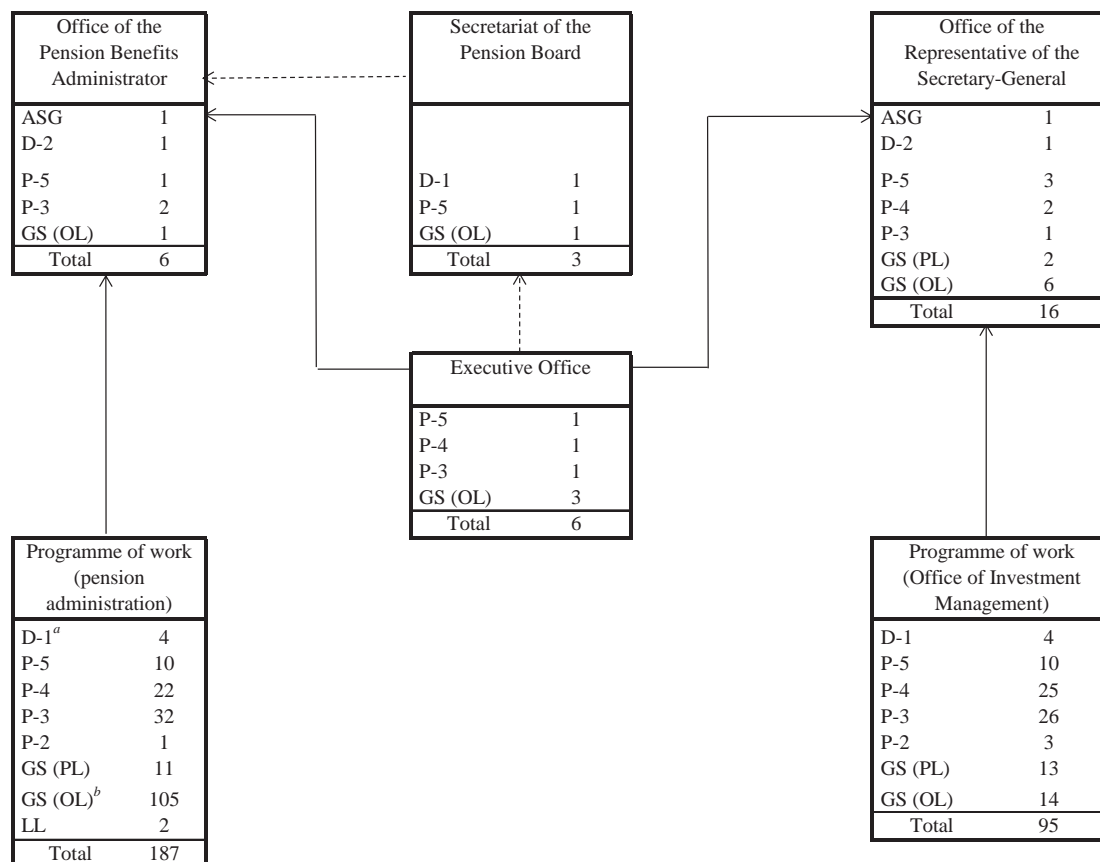 Office of the
Pension Benefits
Administrator
ASG 1
D-2 1
P-5 1
P-3 2
GS (OL) 1
Total 6
Secretariat of the
Pension Board
D-1 1
P-5 1
GS (OL) 1
Total 3
Office of the
Representative of the
Secretary-General
ASG 1
D-2 1
P-5 3
P-4 2
P-3 1
GS (PL) 2
GS (OL) 6
Total 16
Executive Office
P-5 1
P-4 1
P-3 1
GS (OL) 3
Total 6
Programme of work
(pension
administration)
D-1a 4
P-5 10
P-4 22
P-3 32
P-2 1
GS (PL) 11
GS (OL)b 105
LL 2
Total 187
Programme of work
(Office of Investment
Management)
D-1 4
P-5 10
P-4 25
P-3 26
P-2 3
GS (PL) 13
GS (OL) 14
Total 95